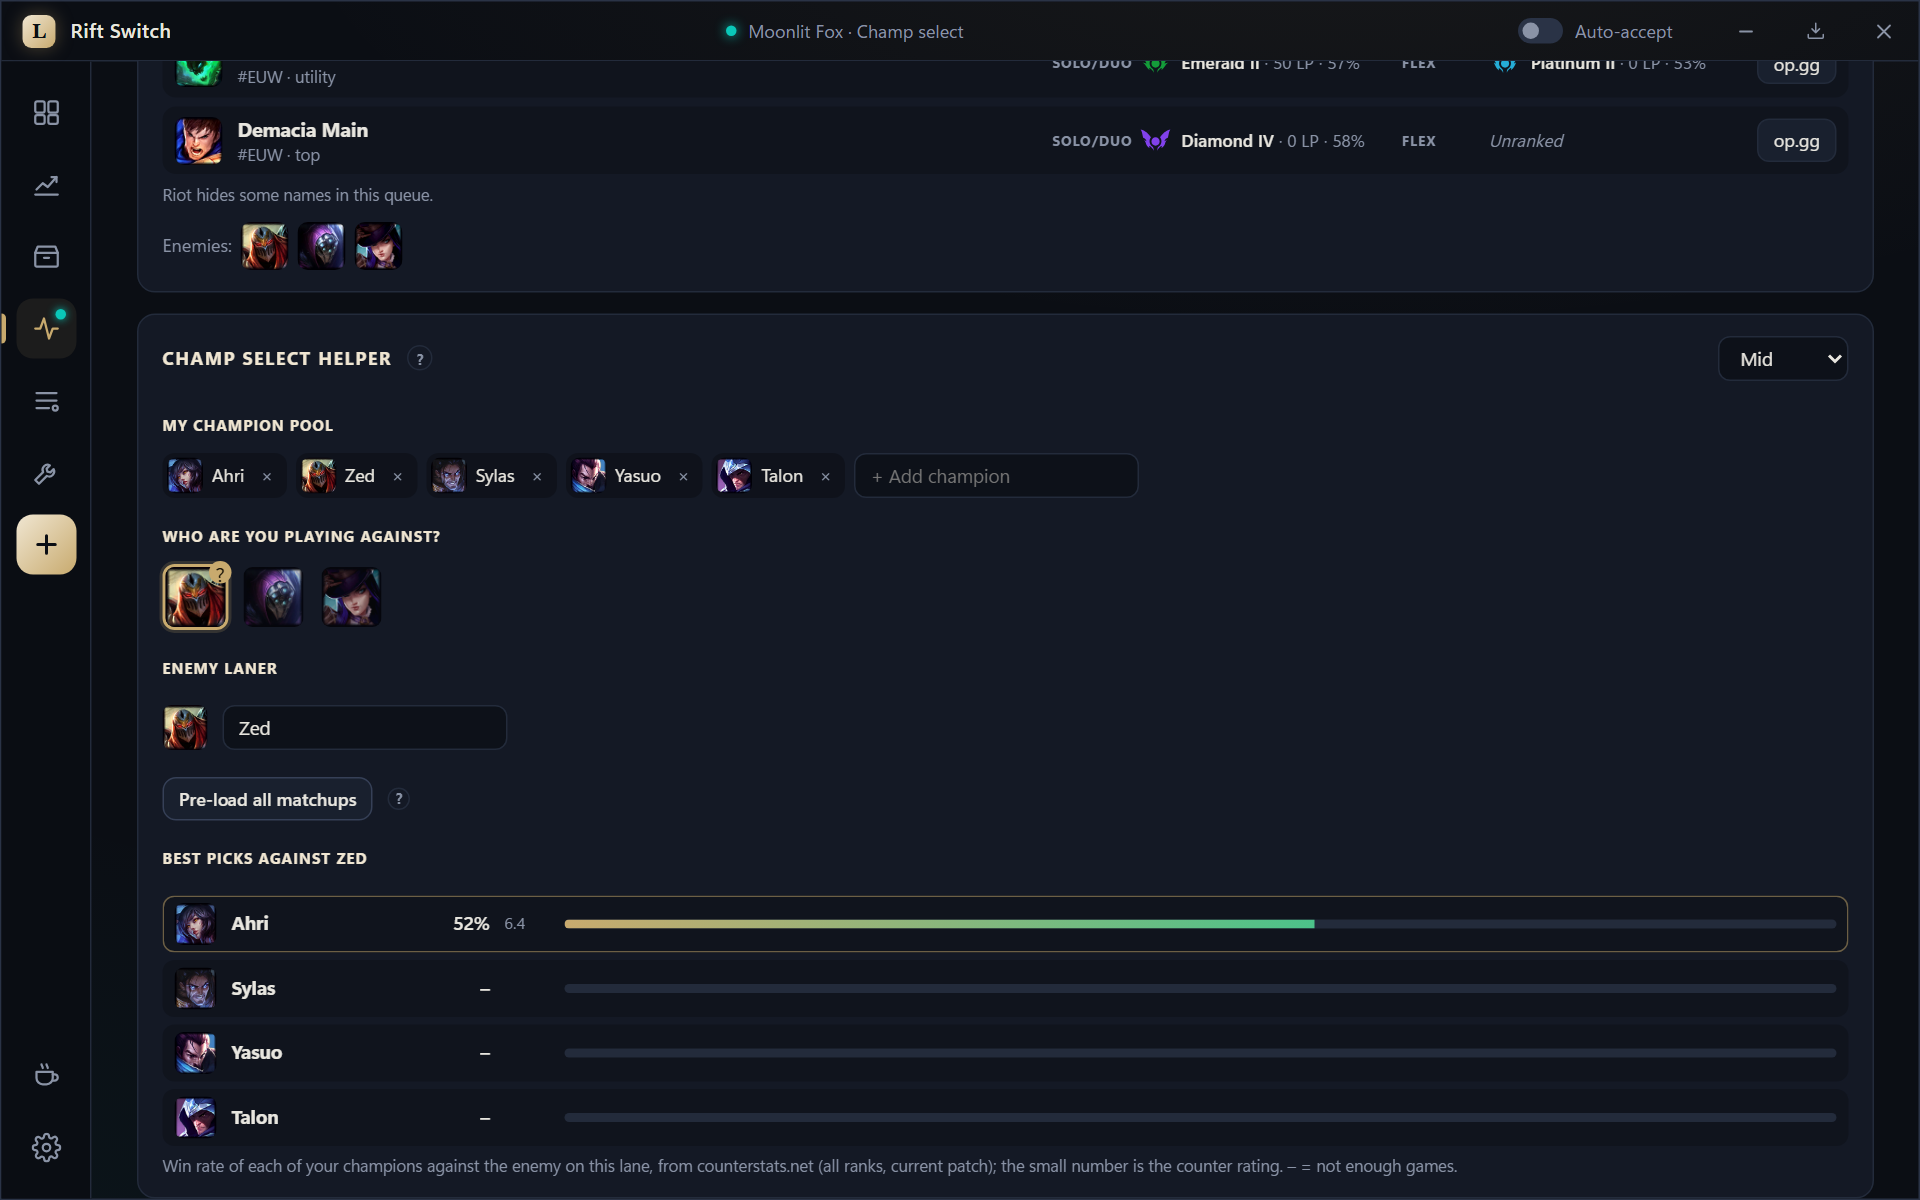 L Rift Switch
Moonlit Fox · Champ select
Auto-accept
#EUW · utility
SOLO/DUO Emerald II · 50 LP · 57% FLEX Platinum II · 0 LP · 53% op.gg
Demacia Main
#EUW · top
SOLO/DUO Diamond IV · 0 LP · 58% FLEX Unranked op.gg
Riot hides some names in this queue.
Enemies:
CHAMP SELECT HELPER ?
Mid
MY CHAMPION POOL
Ahri × Zed × Sylas × Yasuo × Talon × + Add champion
WHO ARE YOU PLAYING AGAINST?
?
ENEMY LANER
Zed
Pre-load all matchups ?
BEST PICKS AGAINST ZED
Ahri 52% 6.4
Sylas –
Yasuo –
Talon –
Win rate of each of your champions against the enemy on this lane, from counterstats.net (all ranks, current patch); the small number is the counter rating. – = not enough games.